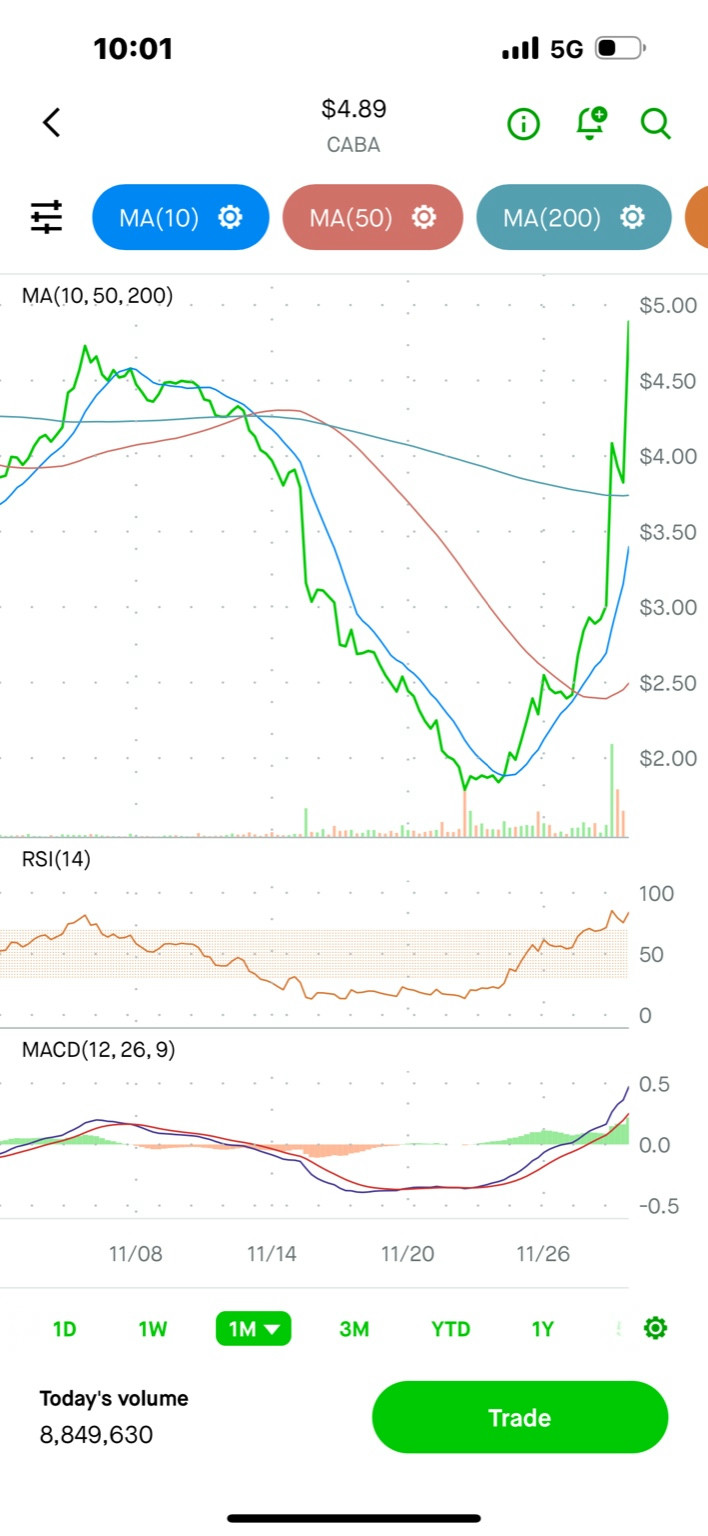 10:01 5G
$4.89
CABA
MA(10) MA(50) MA(200)
MA(10, 50, 200)
$5.00
$4.50
$4.00
$3.50
$3.00
$2.50
$2.00
RSI(14)
100
50
0
MACD(12, 26, 9)
0.5
0.0
-0.5
11/08 11/14 11/20 11/26
1D 1W 1M 3M YTD 1Y
Today's volume
8,849,630
Trade